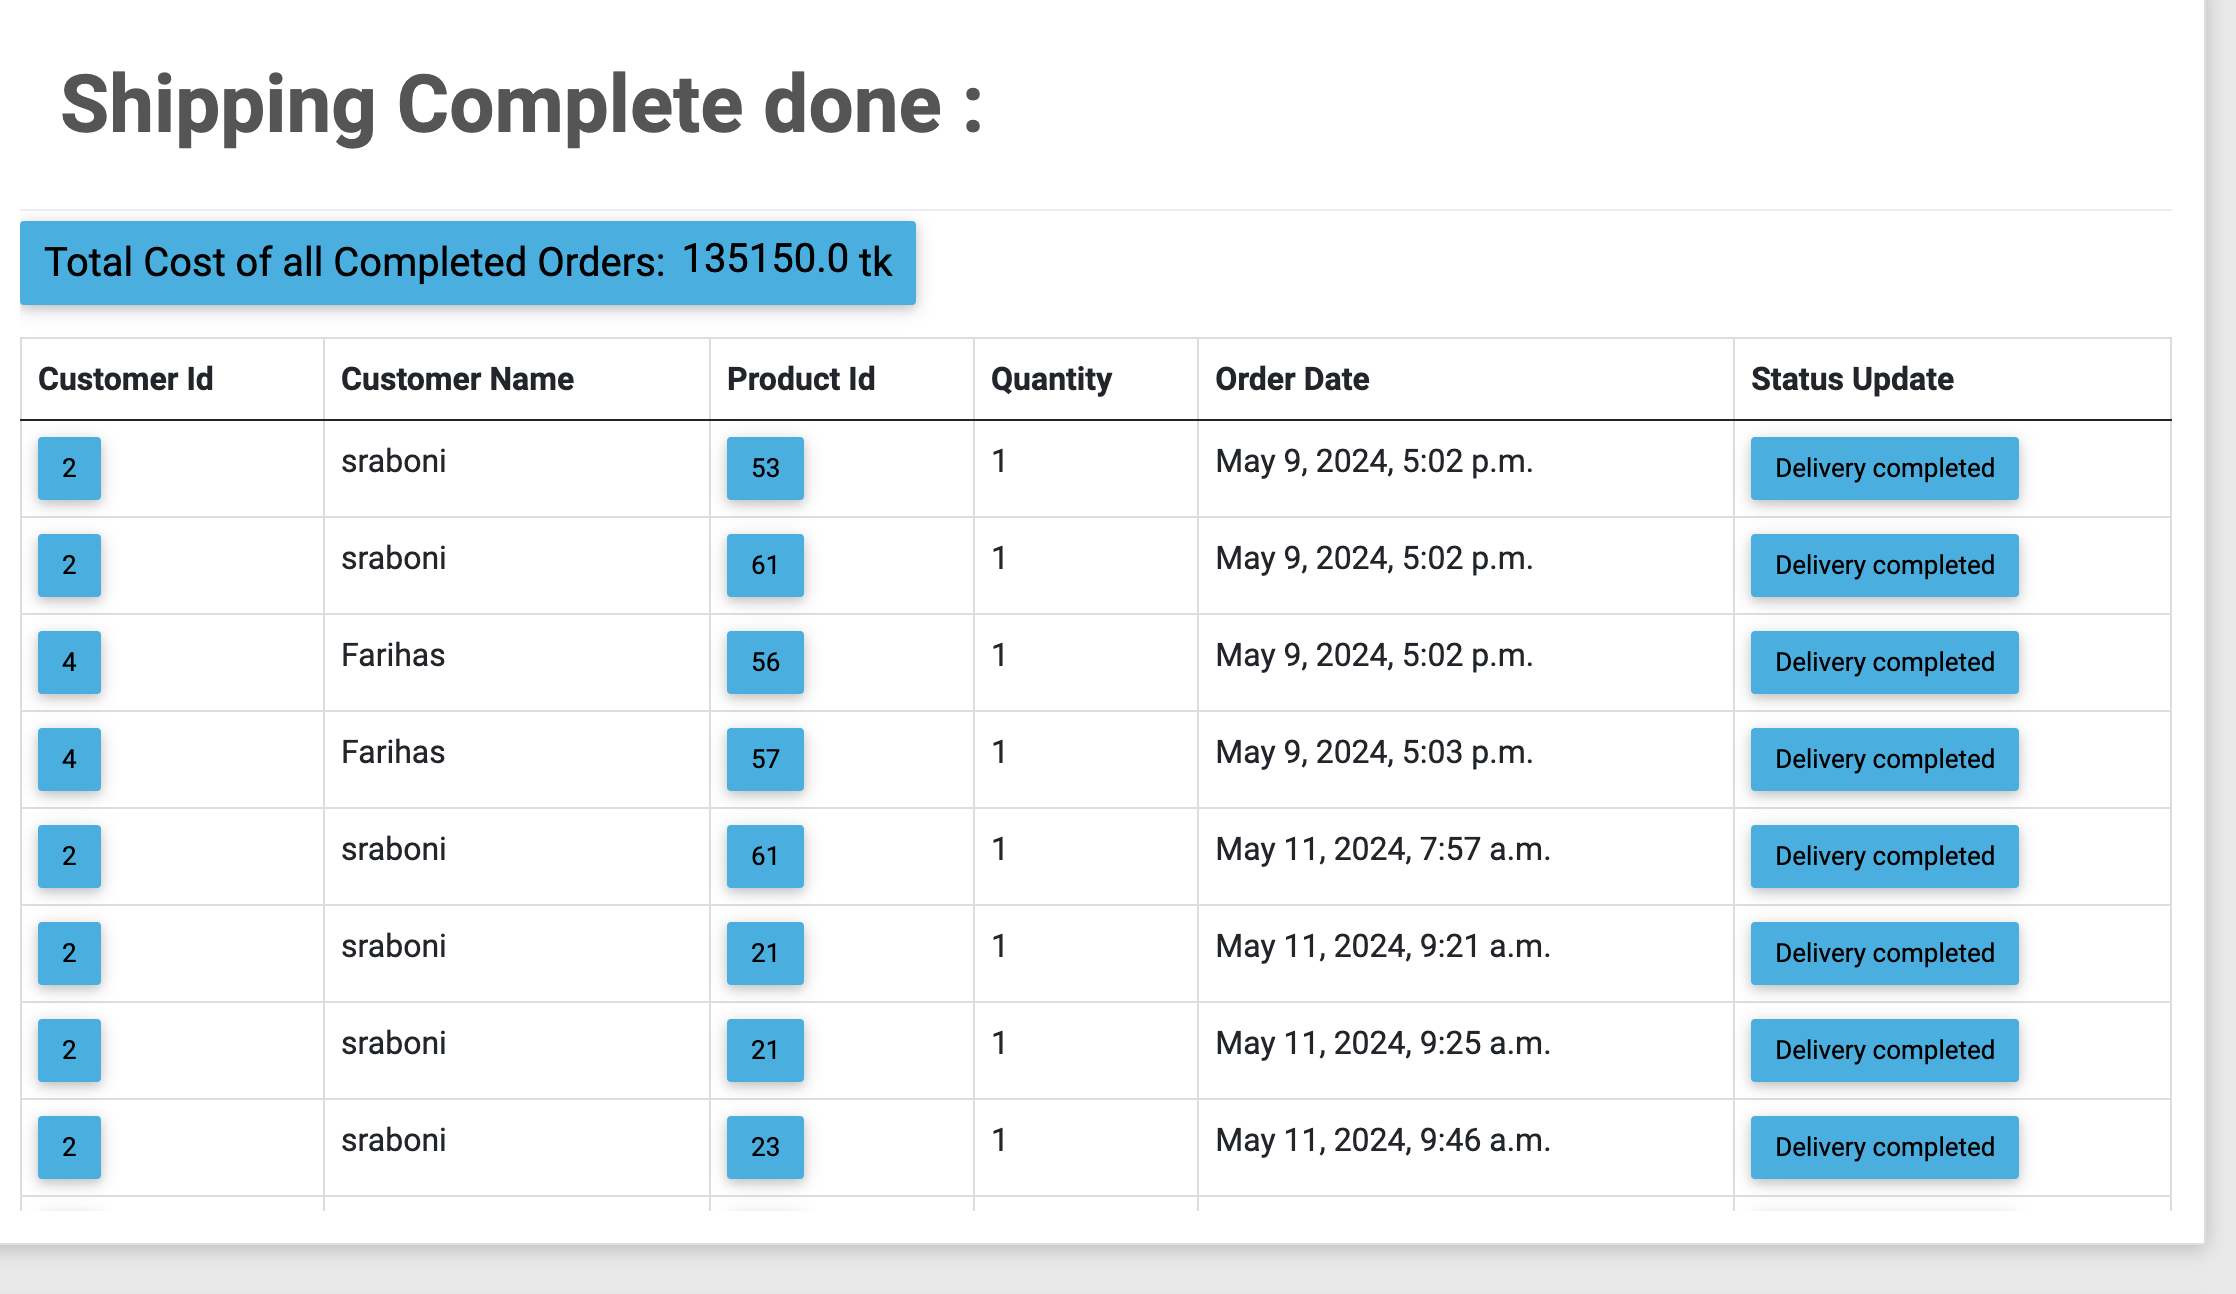 Shipping Complete done :
Total Cost of all Completed Orders: 135150.0 tk
Customer Id Customer Name Product Id Quantity Order Date Status Update
2 sraboni 53 1 May 9, 2024, 5:02 p.m. Delivery completed
2 sraboni 61 1 May 9, 2024, 5:02 p.m. Delivery completed
4 Farihas 56 1 May 9, 2024, 5:02 p.m. Delivery completed
4 Farihas 57 1 May 9, 2024, 5:03 p.m. Delivery completed
2 sraboni 61 1 May 11, 2024, 7:57 a.m. Delivery completed
2 sraboni 21 1 May 11, 2024, 9:21 a.m. Delivery completed
2 sraboni 21 1 May 11, 2024, 9:25 a.m. Delivery completed
2 sraboni 23 1 May 11, 2024, 9:46 a.m. Delivery completed